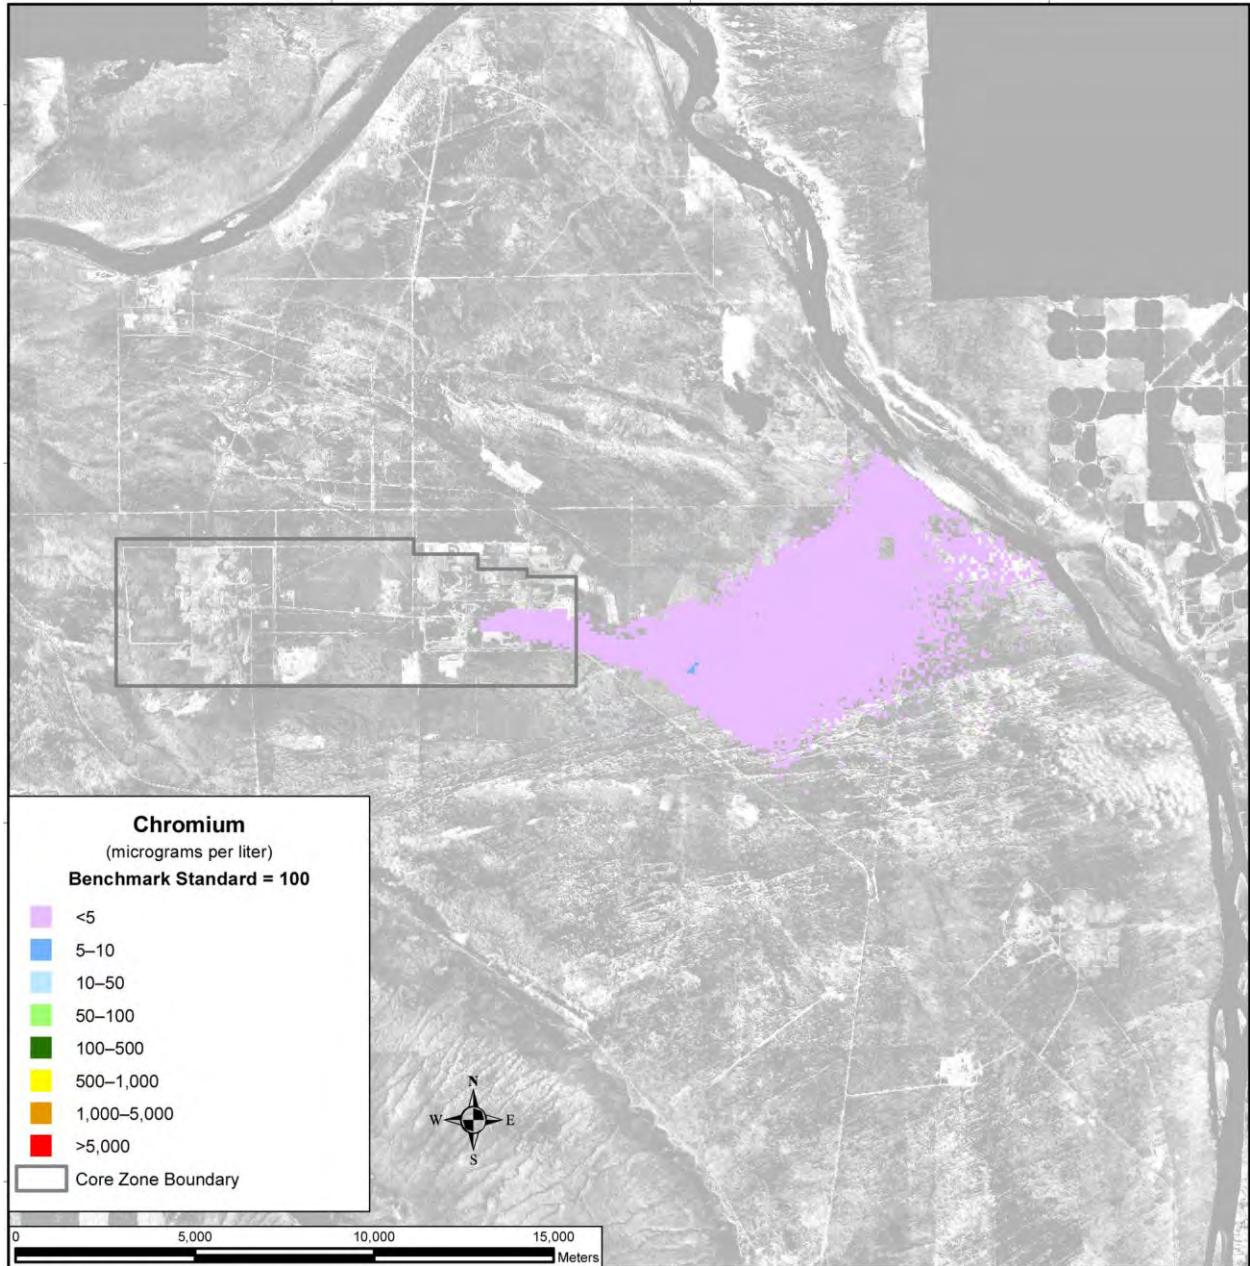 Chromium
(micrograms per liter)
Benchmark Standard = 100
<5
5–10
10–50
50–100
100–500
500–1,000
1,000–5,000
>5,000
Core Zone Boundary
N
W E
S
0 5,000 10,000 15,000
Meters